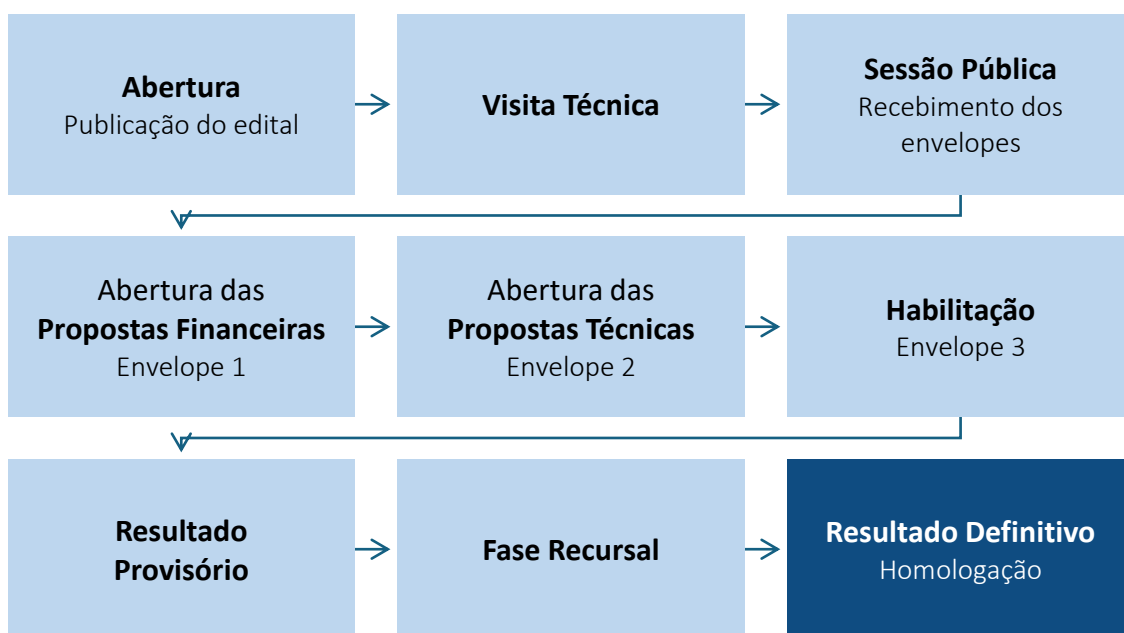 Abertura
Publicação do edital
Visita Técnica
Sessão Pública
Recebimento dos
envelopes
Abertura das
Propostas Financeiras
Envelope 1
Abertura das
Propostas Técnicas
Envelope 2
Habilitação
Envelope 3
Resultado
Provisório
Fase Recursal
Resultado Definitivo
Homologação